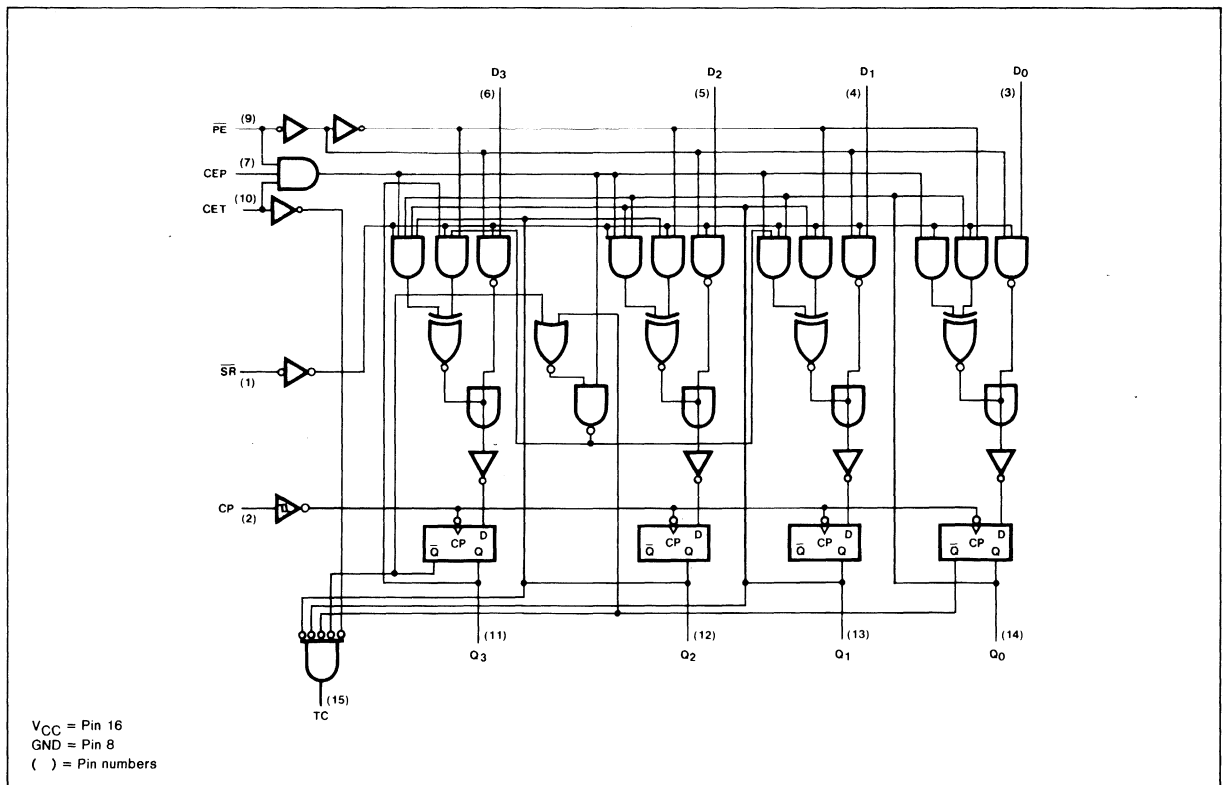 D3 D2 D1 D0
(6) (5) (4) (3)
PE (9)
CEP (7)
CET (10)
SR
(1)
CP
(2)
CP D CP D CP D CP D
Q Q Q Q Q Q Q Q
(11) (12) (13) (14)
Q3 Q2 Q1 Q0
(15)
TC
VCC = Pin 16
GND = Pin 8
( ) = Pin numbers